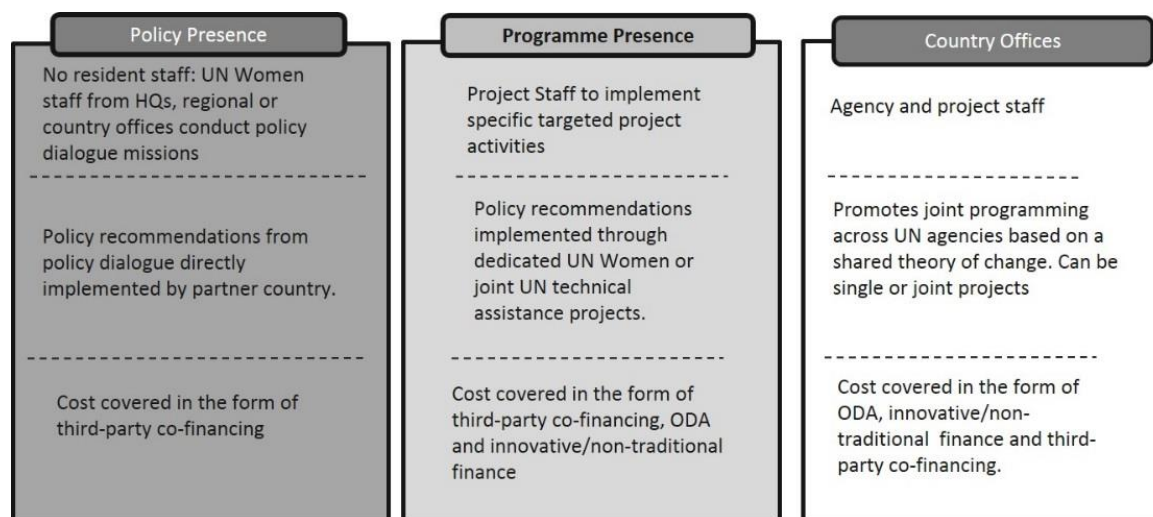 Policy Presence
No resident staff: UN Women
staff from HQs, regional or
country offices conduct policy
dialogue missions
Policy recommendations from
policy dialogue directly
implemented by partner country.
Cost covered in the form of
third-party co-financing
Programme Presence
Project Staff to implement
specific targeted project
activities
Policy recommendations
implemented through
dedicated UN Women or
joint UN technical
assistance projects.
Cost covered in the form of
third-party co-financing, ODA
and innovative/non-traditional
finance
Country Offices
Agency and project staff
Promotes joint programming
across UN agencies based on a
shared theory of change. Can be
single or joint projects
Cost covered in the form of
ODA, innovative/non-
traditional finance and third-
party co-financing.